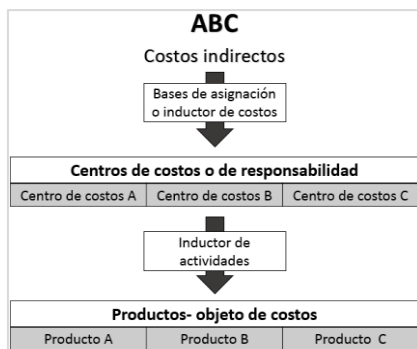 ABC
Costos indirectos
Bases de asignación
o inductor de costos
Centros de costos o de responsabilidad
Centro de costos A Centro de costos B Centro de costos C
Inductor de
actividades
Productos- objeto de costos
Producto A Producto B Producto C